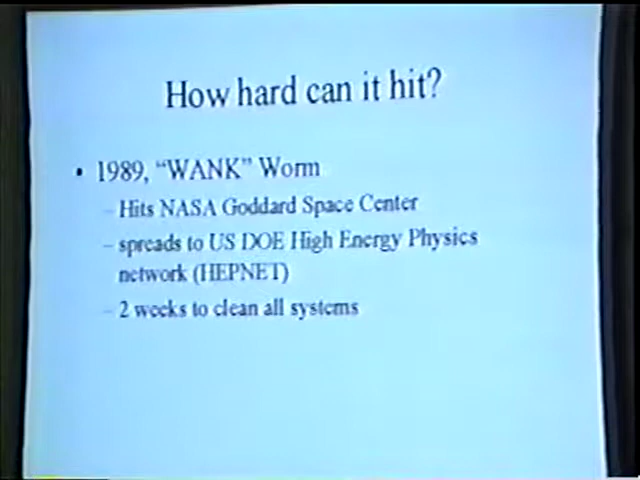 How hard can it hit?
• 1989, “WANK” Worm
– Hits NASA Goddard Space Center
– spreads to US DOE High Energy Physics
network (HEPNET)
– 2 weeks to clean all systems